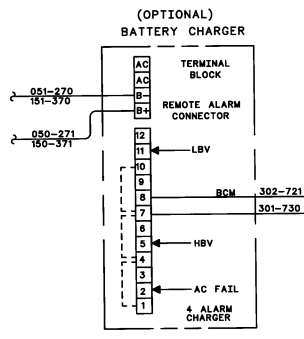 (OPTIONAL)
BATTERY CHARGER
AC
TERMINAL
BLOCK
AC
051-270
B-
151-370
B+
REMOTE ALARM
CONNECTOR
050-271
150-371
12
11
LBV
10
9
8
BCM
302-721
7
301-730
6
5
HBV
4
3
2
AC FAIL
1
4 ALARM
CHARGER